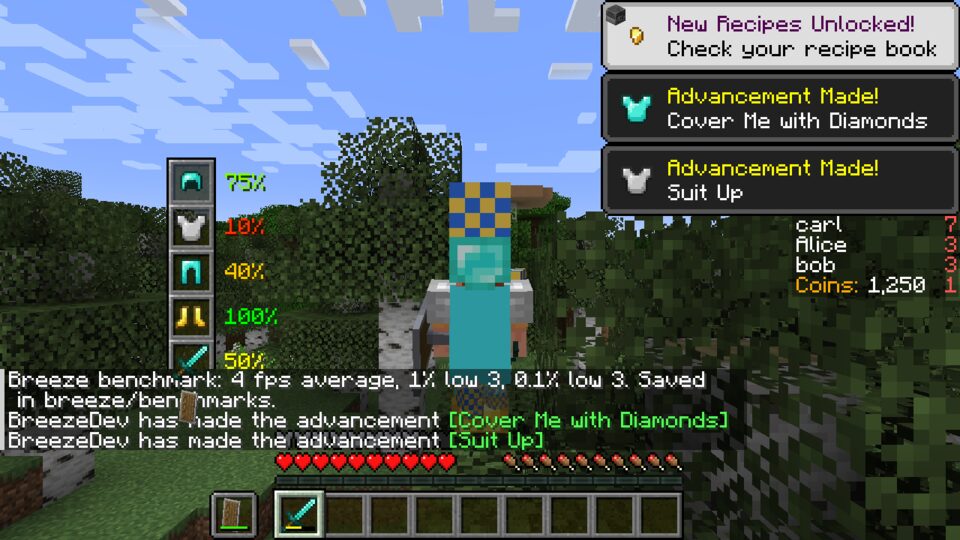 New Recipes Unlocked!
Check your recipe book
Advancement Made!
Cover Me with Diamonds
Advancement Made!
Suit Up
carl 7
Alice 3
bob 3
Coins: 1,250 1
75%
10%
40%
100%
50%
Breeze benchmark: 4 fps average, 1% low 3, 0.1% low 3. Saved
in breeze/benchmarks.
BreezeDev has made the advancement [Cover Me with Diamonds]
BreezeDev has made the advancement [Suit Up]